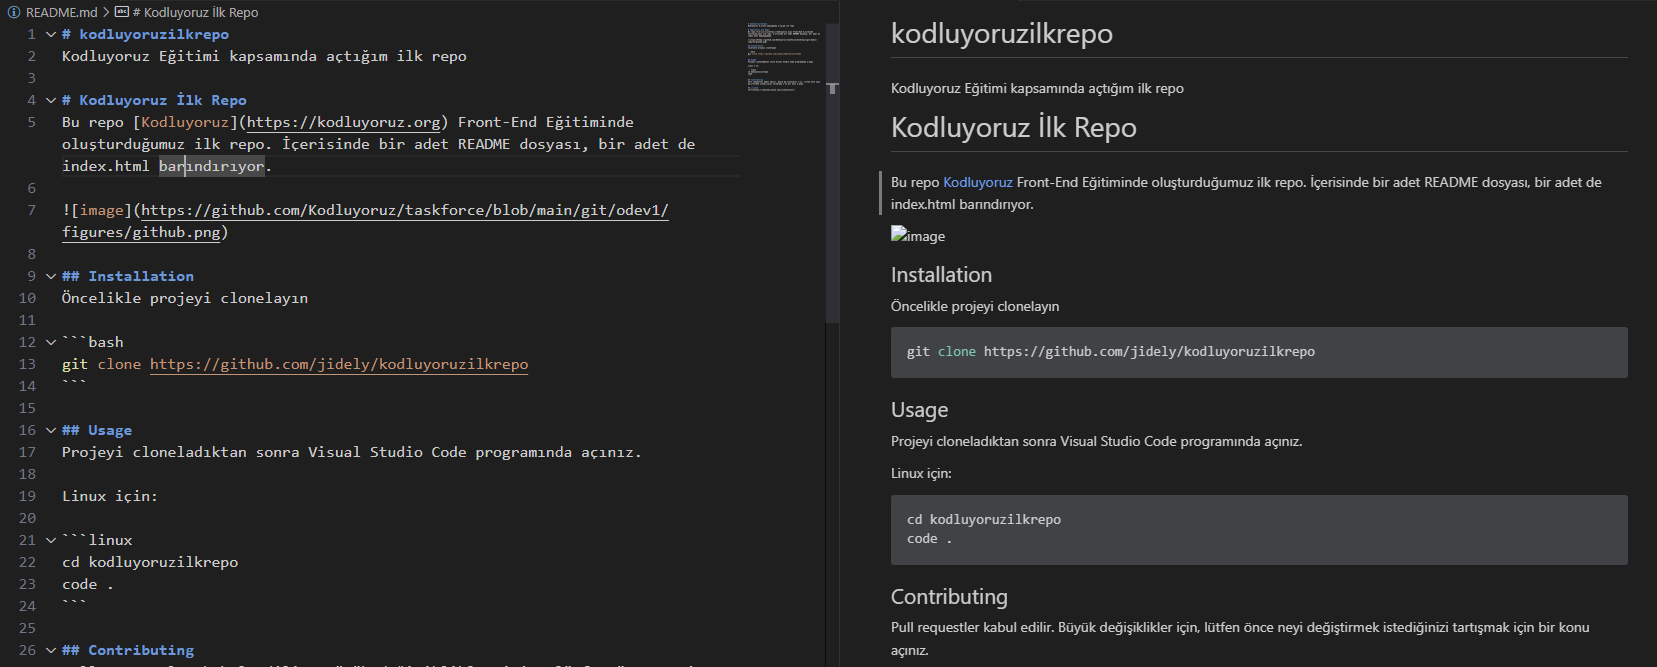 README.md > # Kodluyoruz İlk Repo
1 # kodluyoruzilkrepo
2 Kodluyoruz Eğitimi kapsamında açtığım ilk repo
3
4 # Kodluyoruz İlk Repo
5 Bu repo [Kodluyoruz](https://kodluyoruz.org) Front-End Eğitiminde
oluşturduğumuz ilk repo. İçerisinde bir adet README dosyası, bir adet de
index.html barındırıyor.
6
7 ![image](https://github.com/Kodluyoruz/taskforce/blob/main/git/odev1/
figures/github.png)
8
9 ## Installation
10 Öncelikle projeyi clonelayın
11
12 ```bash
13 git clone https://github.com/jidely/kodluyoruzilkrepo
14 ```
15
16 ## Usage
17 Projeyi cloneladıktan sonra Visual Studio Code programında açınız.
18
19 Linux için:
20
21 ```linux
22 cd kodluyoruzilkrepo
23 code .
24 ```
25
26 ## Contributing
kodluyoruzilkrepo
Kodluyoruz Eğitimi kapsamında açtığım ilk repo
Kodluyoruz İlk Repo
Bu repo Kodluyoruz Front-End Eğitiminde oluşturduğumuz ilk repo. İçerisinde bir adet README dosyası, bir adet de
index.html barındırıyor.
image
Installation
Öncelikle projeyi clonelayın
git clone https://github.com/jidely/kodluyoruzilkrepo
Usage
Projeyi cloneladıktan sonra Visual Studio Code programında açınız.
Linux için:
cd kodluyoruzilkrepo
code .
Contributing
Pull requestler kabul edilir. Büyük değişiklikler için, lütfen önce neyi değiştirmek istediğinizi tartışmak için bir konu
açınız.